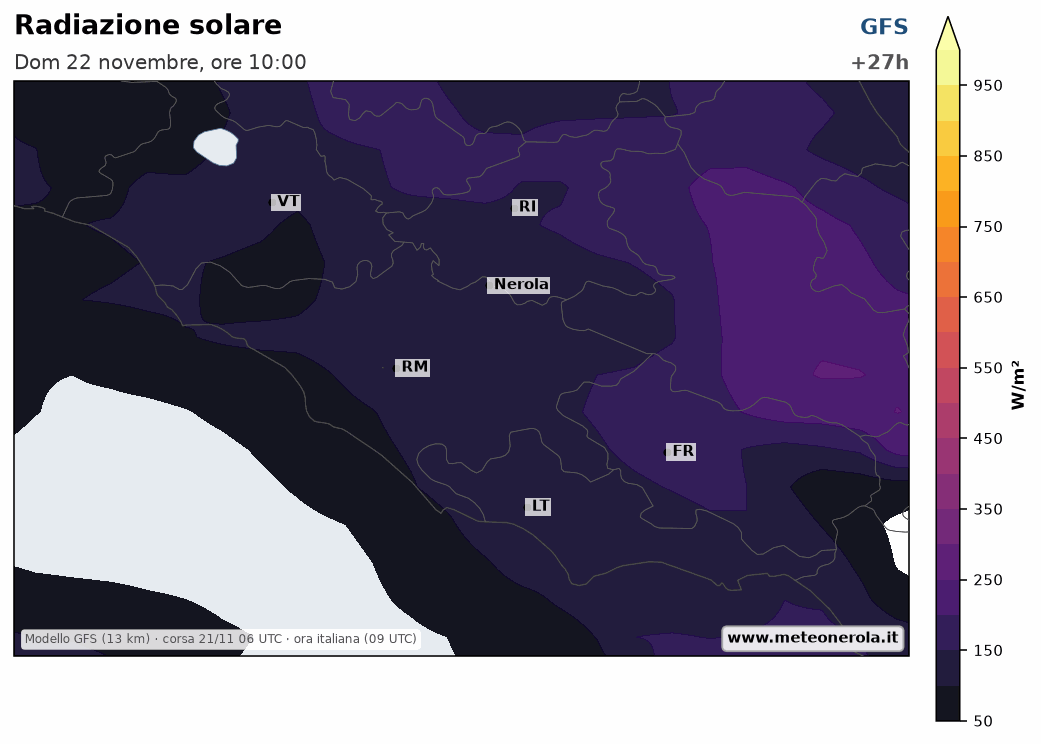 Radiazione solare
GFS
Dom 22 novembre, ore 10:00
+27h
950
850
750
650
550
450
350
250
150
50
W/m²
VT
RI
Nerola
RM
FR
LT
Modello GFS (13 km) · corsa 21/11 06 UTC · ora italiana (09 UTC)
www.meteonerola.it